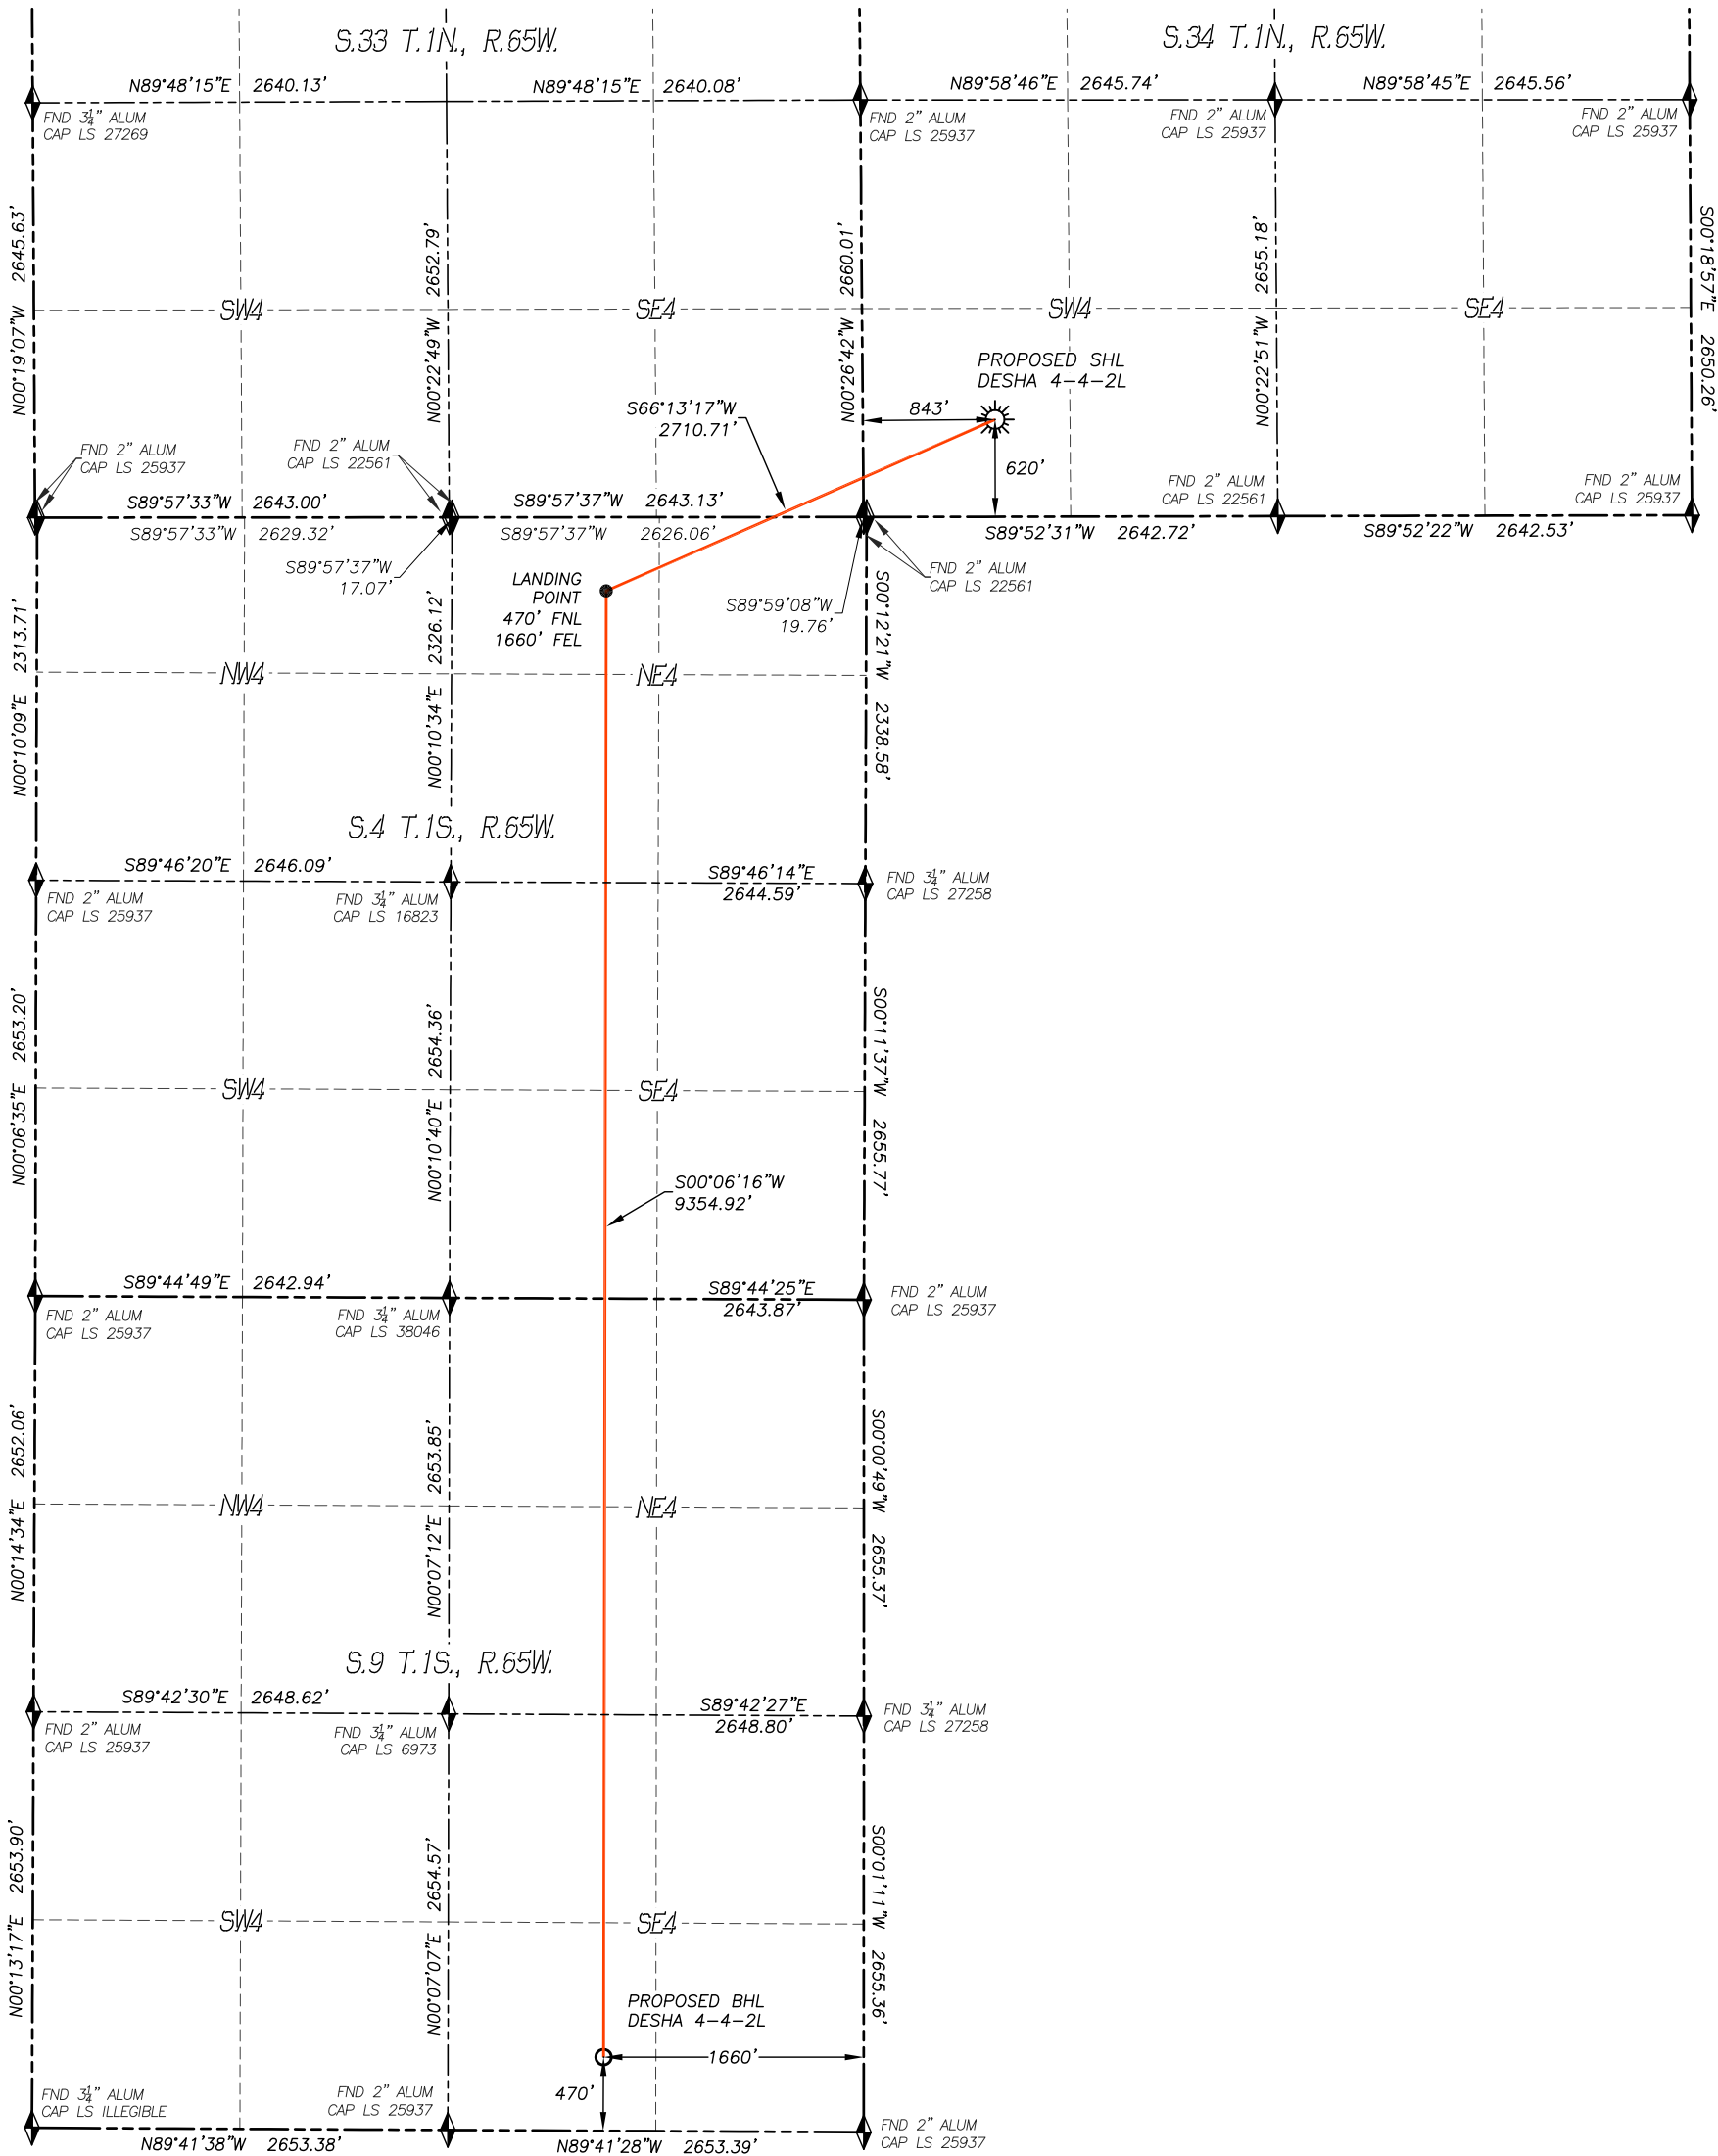 S.33 T.1N., R.65W.
S.34 T.1N., R.65W.
N89°48'15"E 2640.13'
N89°48'15"E 2640.08'
N89°58'46"E 2645.74'
N89°58'45"E 2645.56'
FND 3¼" ALUM
CAP LS 27269
FND 2" ALUM
CAP LS 25937
FND 2" ALUM
CAP LS 25937
FND 2" ALUM
CAP LS 25937
N00°19'07"W 2645.63'
N00°22'49"W 2652.79'
N00°26'42"W 2660.01'
N00°22'51"W 2655.18'
S00°18'57"E 2650.26'
SW4
SE4
SW4
SE4
PROPOSED SHL
DESHA 4-4-2L
843'
620'
S66°13'17"W
2710.71'
FND 2" ALUM
CAP LS 25937
FND 2" ALUM
CAP LS 22561
FND 2" ALUM
CAP LS 22561
FND 2" ALUM
CAP LS 25937
S89°57'33"W 2643.00'
S89°57'37"W 2643.13'
S89°57'33"W 2629.32'
S89°57'37"W 2626.06'
S89°52'31"W 2642.72'
S89°52'22"W 2642.53'
S89°57'37"W
17.07'
LANDING
POINT
470' FNL
1660' FEL
S89°59'08"W
19.76'
FND 2" ALUM
CAP LS 22561
N00°10'09"E 2313.71'
N00°10'34"E 2326.12'
S00°12'21"W 2338.58'
NW4
NE4
S.4 T.1S., R.65W.
S89°46'20"E 2646.09'
S89°46'14"E
2644.59'
FND 2" ALUM
CAP LS 25937
FND 3¼" ALUM
CAP LS 16823
FND 3¼" ALUM
CAP LS 27258
N00°06'35"E 2653.20'
N00°10'40"E 2654.36'
S00°11'37"W 2655.77'
SW4
SE4
S00°06'16"W
9354.92'
S89°44'49"E 2642.94'
S89°44'25"E
2643.87'
FND 2" ALUM
CAP LS 25937
FND 3¼" ALUM
CAP LS 38046
FND 2" ALUM
CAP LS 25937
N00°14'34"E 2652.06'
N00°07'12"E 2653.85'
S00°00'49"W 2655.37'
NW4
NE4
S.9 T.1S., R.65W.
S89°42'30"E 2648.62'
S89°42'27"E
2648.80'
FND 2" ALUM
CAP LS 25937
FND 3¼" ALUM
CAP LS 6973
FND 3¼" ALUM
CAP LS 27258
N00°13'17"E 2653.90'
N00°07'07"E 2654.57'
S00°01'11"W 2655.36'
SW4
SE4
PROPOSED BHL
DESHA 4-4-2L
1660'
470'
FND 3¼" ALUM
CAP LS ILLEGIBLE
FND 2" ALUM
CAP LS 25937
FND 2" ALUM
CAP LS 25937
N89°41'38"W 2653.38'
N89°41'28"W 2653.39'